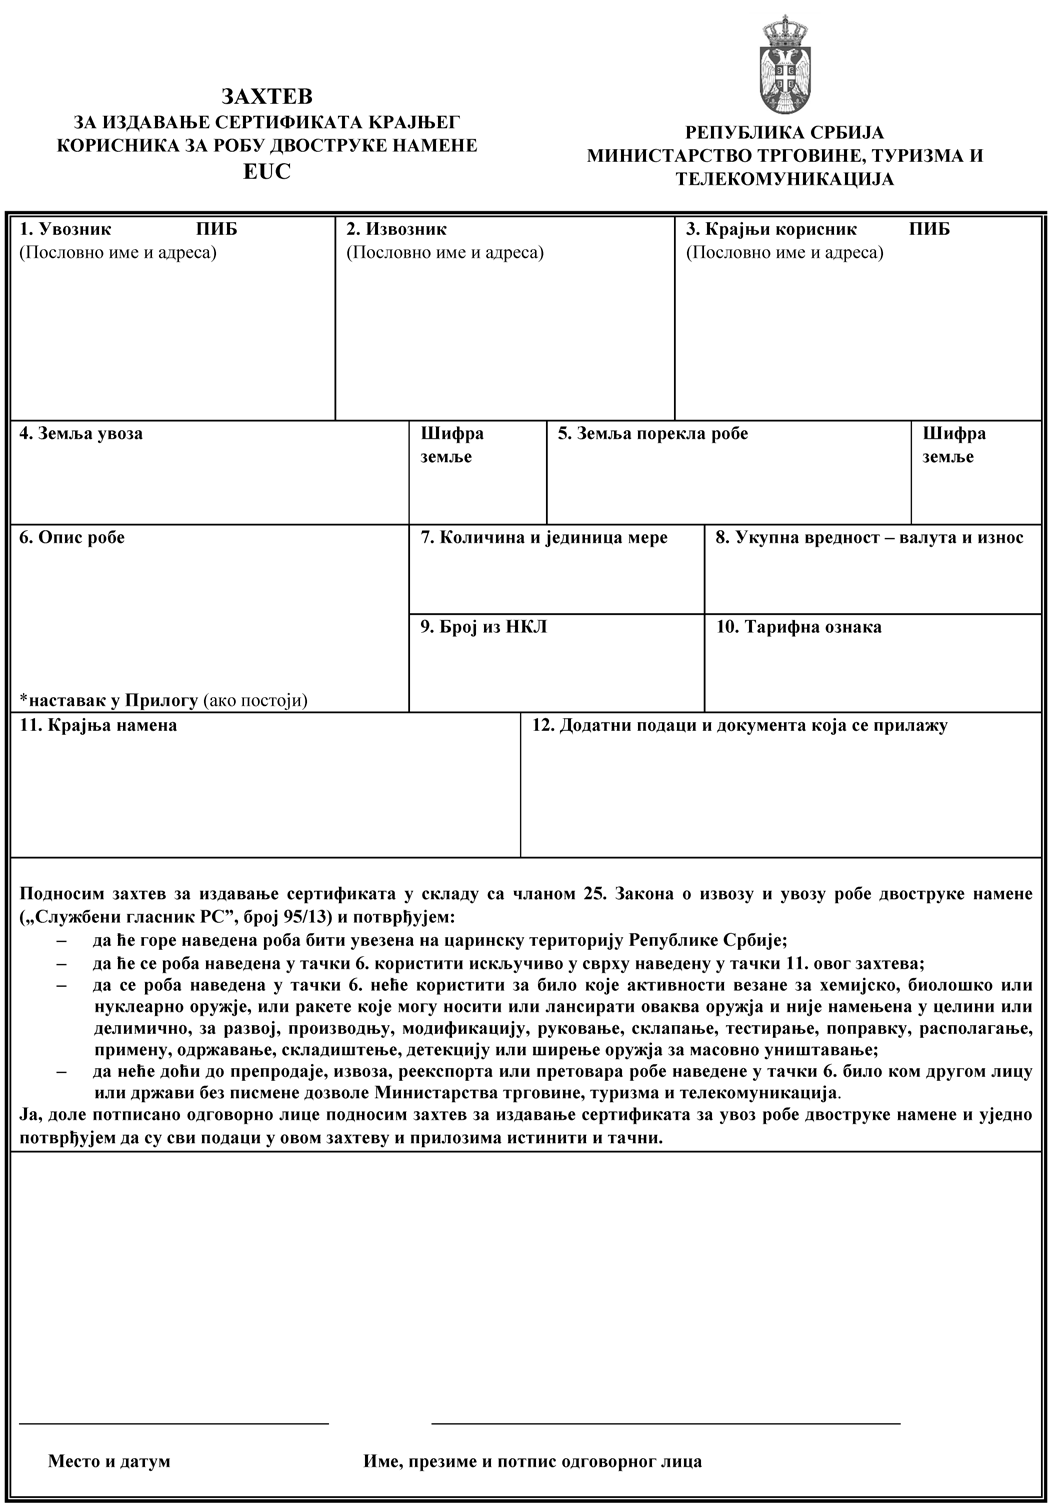 ЗАХТЕВ
ЗА ИЗДАВАЊЕ СЕРТИФИКАТА КРАЈЊЕГ
КОРИСНИКА ЗА РОБУ ДВОСТРУКЕ НАМЕНЕ
EUC
РЕПУБЛИКА СРБИЈА
МИНИСТАРСТВО ТРГОВИНЕ, ТУРИЗМА И
ТЕЛЕКОМУНИКАЦИЈА
1. Увозник ПИБ
(Пословно име и адреса)
2. Извозник
(Пословно име и адреса)
3. Крајњи корисник ПИБ
(Пословно име и адреса)
4. Земља увоза
Шифра
земље
5. Земља порекла робе
Шифра
земље
6. Опис робе
*наставак у Прилогу (ако постоји)
7. Количина и јединица мере
8. Укупна вредност – валута и износ
9. Број из НКЛ
10. Тарифна ознака
11. Крајња намена
12. Додатни подаци и документа која се прилажу
Подносим захтев за издавање сертификата у складу са чланом 25. Закона о извозу и увозу робе двоструке намене
(„Службени гласник РС”, број 95/13) и потврђујем:
– да ће горе наведена роба бити увезена на царинску територију Републике Србије;
– да ће се роба наведена у тачки 6. користити искључиво у сврху наведену у тачки 11. овог захтева;
– да се роба наведена у тачки 6. неће користити за било које активности везане за хемијско, биолошко или
нуклеарно оружје, или ракете које могу носити или лансирати оваква оружја и није намењена у целини или
делимично, за развој, производњу, модификацију, руковање, склапање, тестирање, поправку, располагање,
примену, одржавање, складиштење, детекцију или ширење оружја за масовно уништавање;
– да неће доћи до препродаје, извоза, реекспорта или претовара робе наведене у тачки 6. било ком другом лицу
или држави без писмене дозволе Министарства трговине, туризма и телекомуникација.
Ја, доле потписано одговорно лице подносим захтев за издавање сертификата за увоз робе двоструке намене и уједно
потврђујем да су сви подаци у овом захтеву и прилозима истинити и тачни.
Место и датум
Име, презиме и потпис одговорног лица